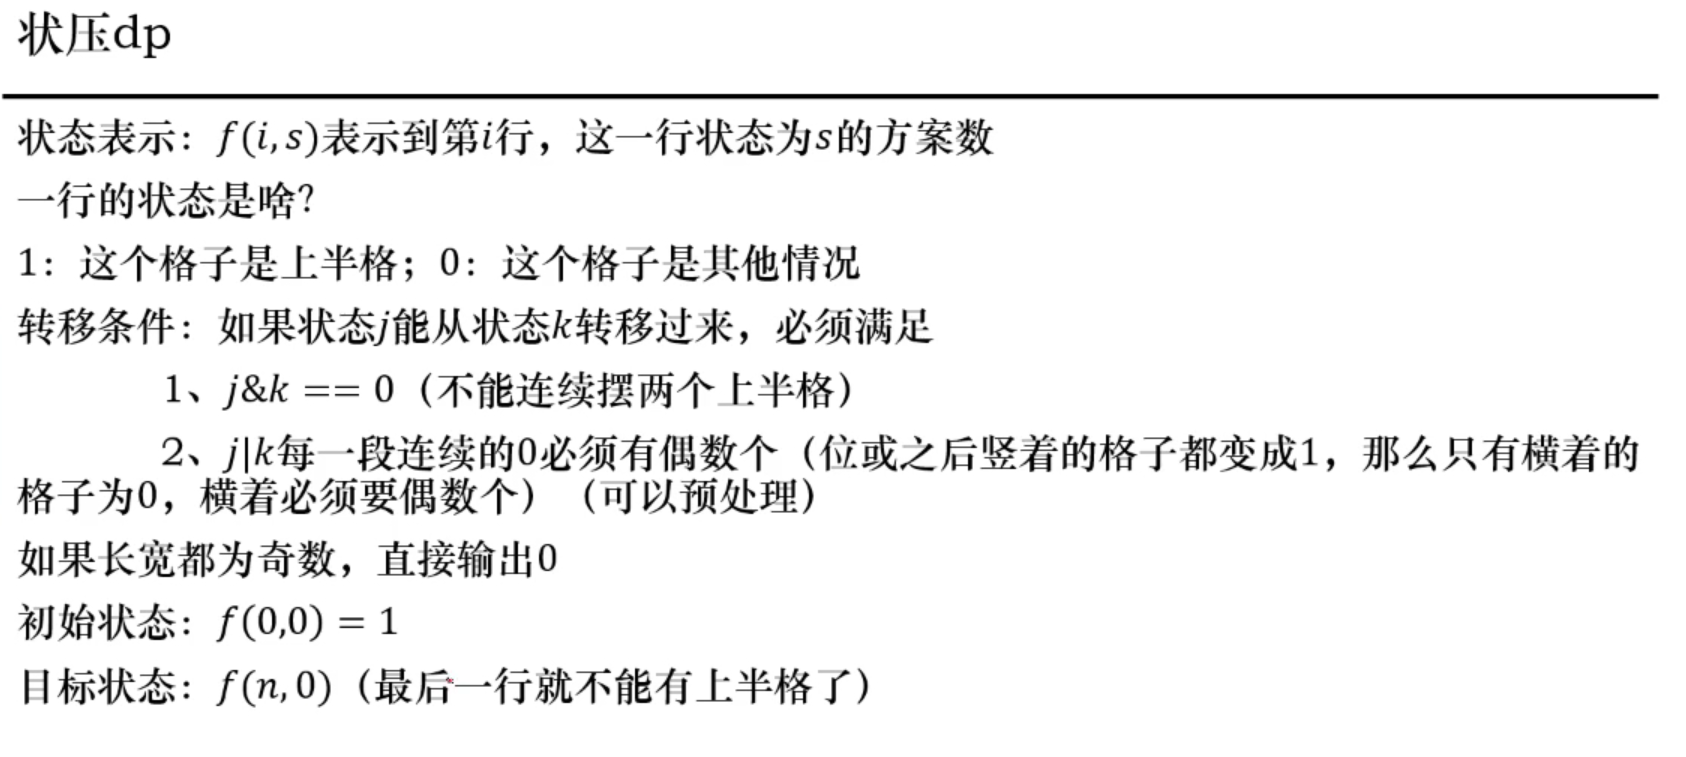 状压dp
状态表示：f(i,s)表示到第i行，这一行状态为s的方案数
一行的状态是啥？
1：这个格子是上半格；0：这个格子是其他情况
转移条件：如果状态j能从状态k转移过来，必须满足
1、j&k == 0（不能连续摆两个上半格）
2、j|k每一段连续的0必须有偶数个（位或之后竖着的格子都变成1，那么只有横着的
格子为0，横着必须要偶数个）（可以预处理）
如果长宽都为奇数，直接输出0
初始状态：f(0,0) = 1
目标状态：f(n,0)（最后一行就不能有上半格了）